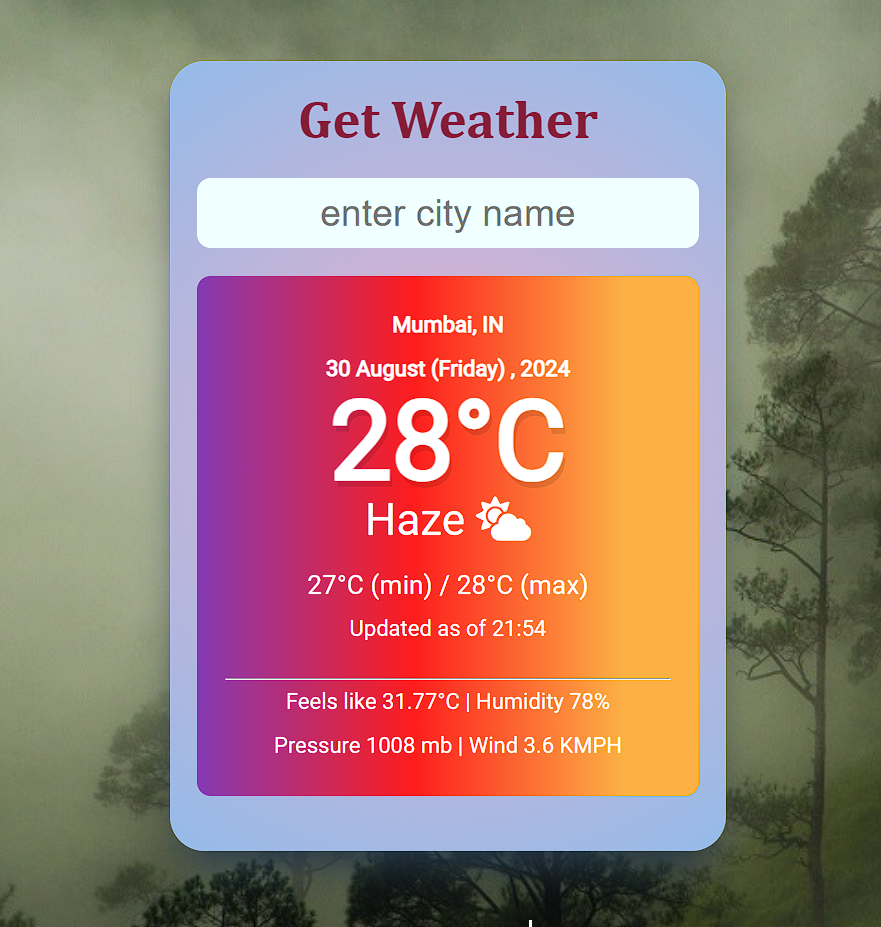 Get Weather
enter city name
Mumbai, IN
30 August (Friday) , 2024
28°C
Haze
27°C (min) / 28°C (max)
Updated as of 21:54
Feels like 31.77°C | Humidity 78%
Pressure 1008 mb | Wind 3.6 KMPH